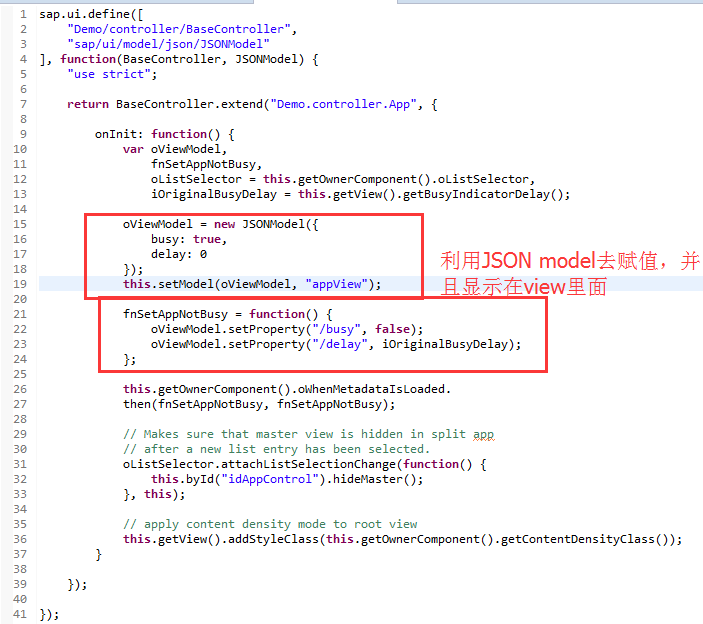 1 sap.ui.define([
2     "Demo/controller/BaseController",
3     "sap/ui/model/json/JSONModel"
4 ], function(BaseController, JSONModel) {
5     "use strict";
6
7     return BaseController.extend("Demo.controller.App", {
8
9         onInit: function() {
10             var oViewModel,
11                 fnSetAppNotBusy,
12                 oListSelector = this.getOwnerComponent().oListSelector,
13                 iOriginalBusyDelay = this.getView().getBusyIndicatorDelay();
14
15             oViewModel = new JSONModel({
16                 busy: true,
17                 delay: 0
18             });
19             this.setModel(oViewModel, "appView");
利用JSON model去赋值，并
且显示在view里面
20
21             fnSetAppNotBusy = function() {
22                 oViewModel.setProperty("/busy", false);
23                 oViewModel.setProperty("/delay", iOriginalBusyDelay);
24             };
25
26             this.getOwnerComponent().oWhenMetadataIsLoaded.
27             then(fnSetAppNotBusy, fnSetAppNotBusy);
28
29             // Makes sure that master view is hidden in split app
30             // after a new list entry has been selected.
31             oListSelector.attachListSelectionChange(function() {
32                 this.byId("idAppControl").hideMaster();
33             }, this);
34
35             // apply content density mode to root view
36             this.getView().addStyleClass(this.getOwnerComponent().getContentDensityClass());
37         }
38
39     });
40
41 });